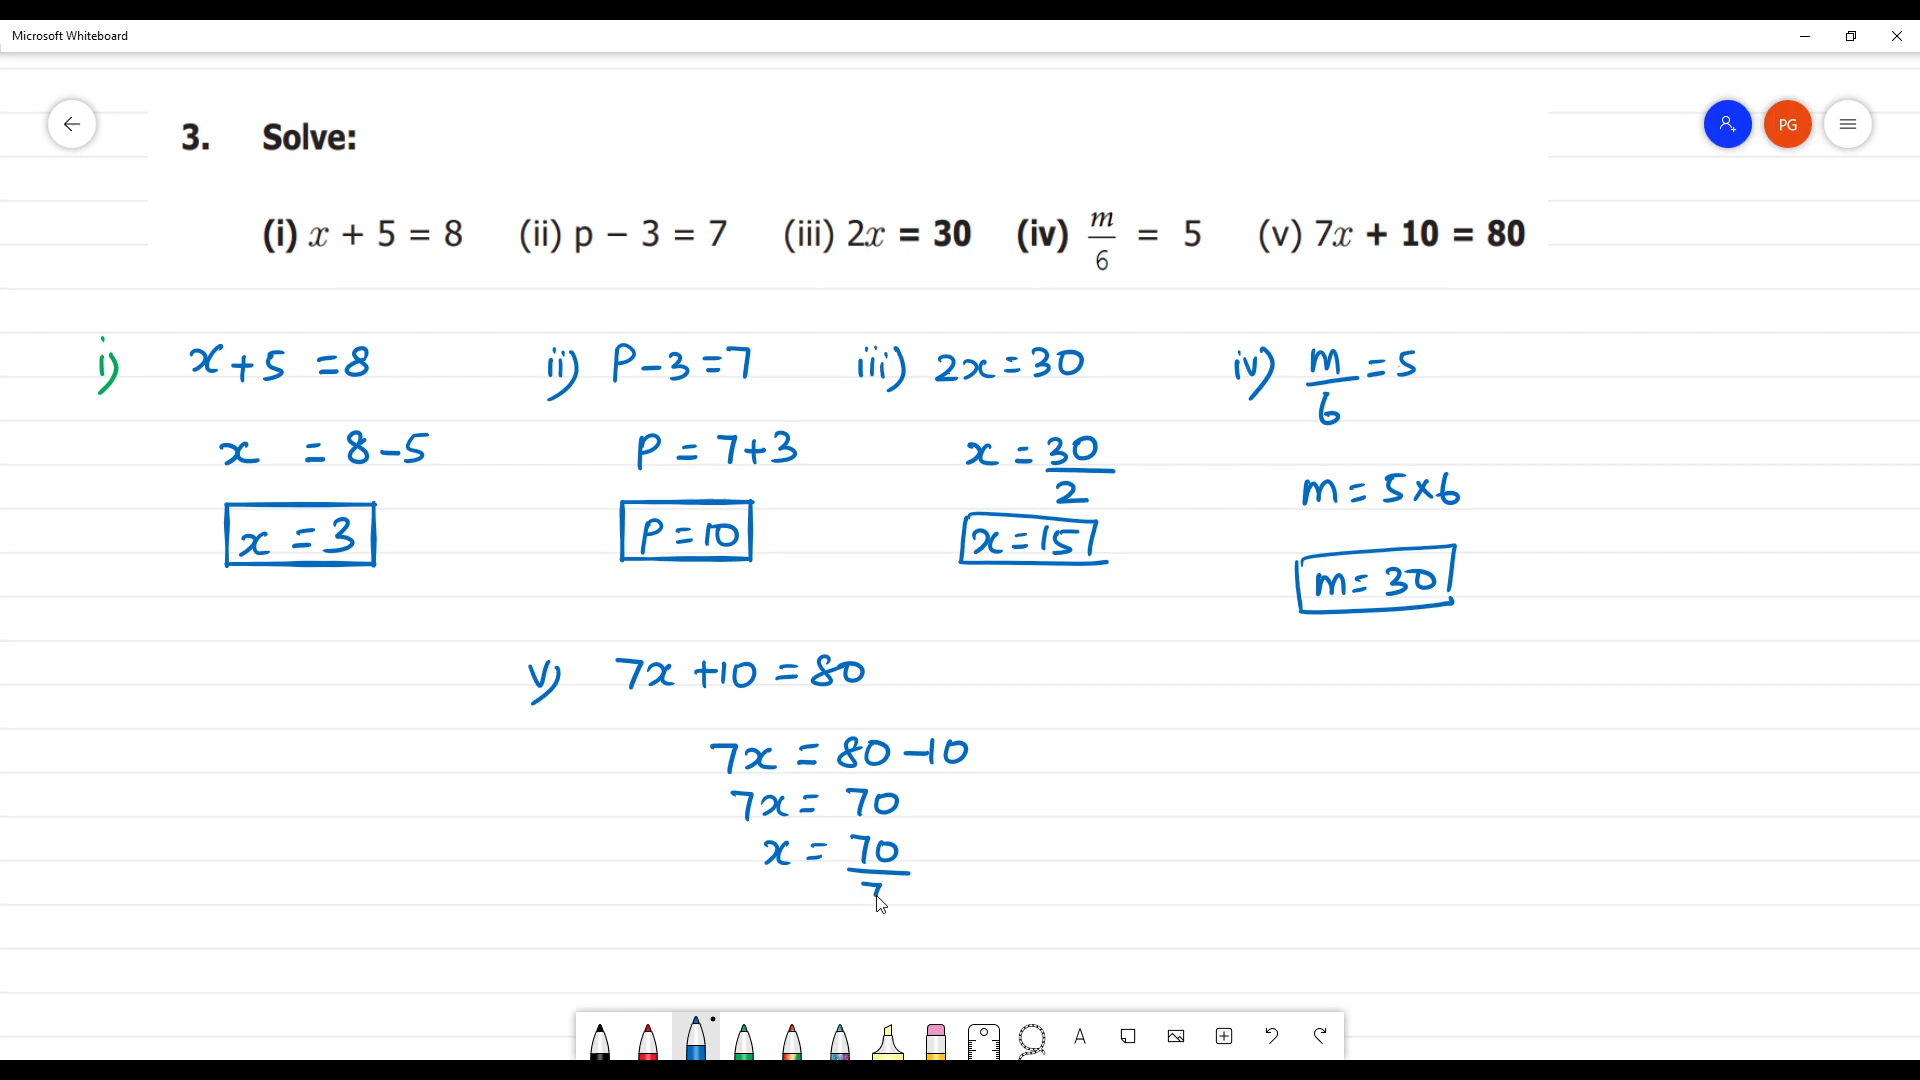 Microsoft Whiteboard
PG
3. Solve:
(i) x + 5 = 8 (ii) p − 3 = 7 (iii) 2x = 30 (iv) m/6 = 5 (v) 7x + 10 = 80
i) x+5 =8
x = 8-5
x = 3
ii) P-3=7
P = 7+3
P=10
iii) 2x=30
x = 30/2
x=15
iv) m/6 =5
m = 5×6
m= 30
v) 7x +10 =80
7x = 80-10
7x= 70
x = 70/7
A